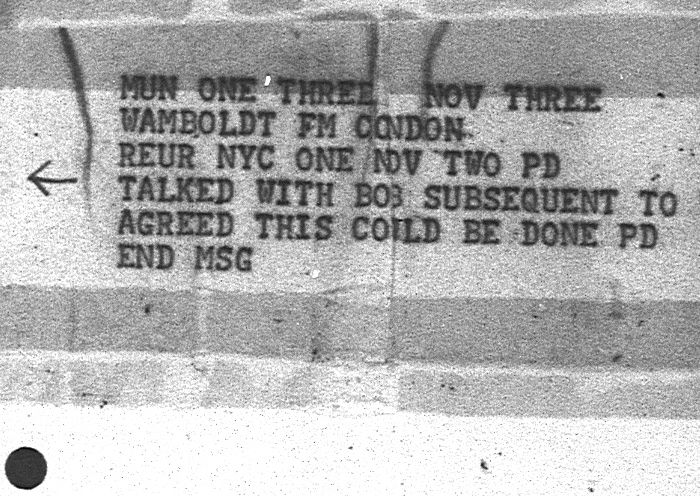 MUN ONE THREE NOV THREE
WAMBOLDT FM CONDON
REUR NYC ONE NOV TWO PD
TALKED WITH BOB SUBSEQUENT TO
AGREED THIS COULD BE DONE PD
END MSG